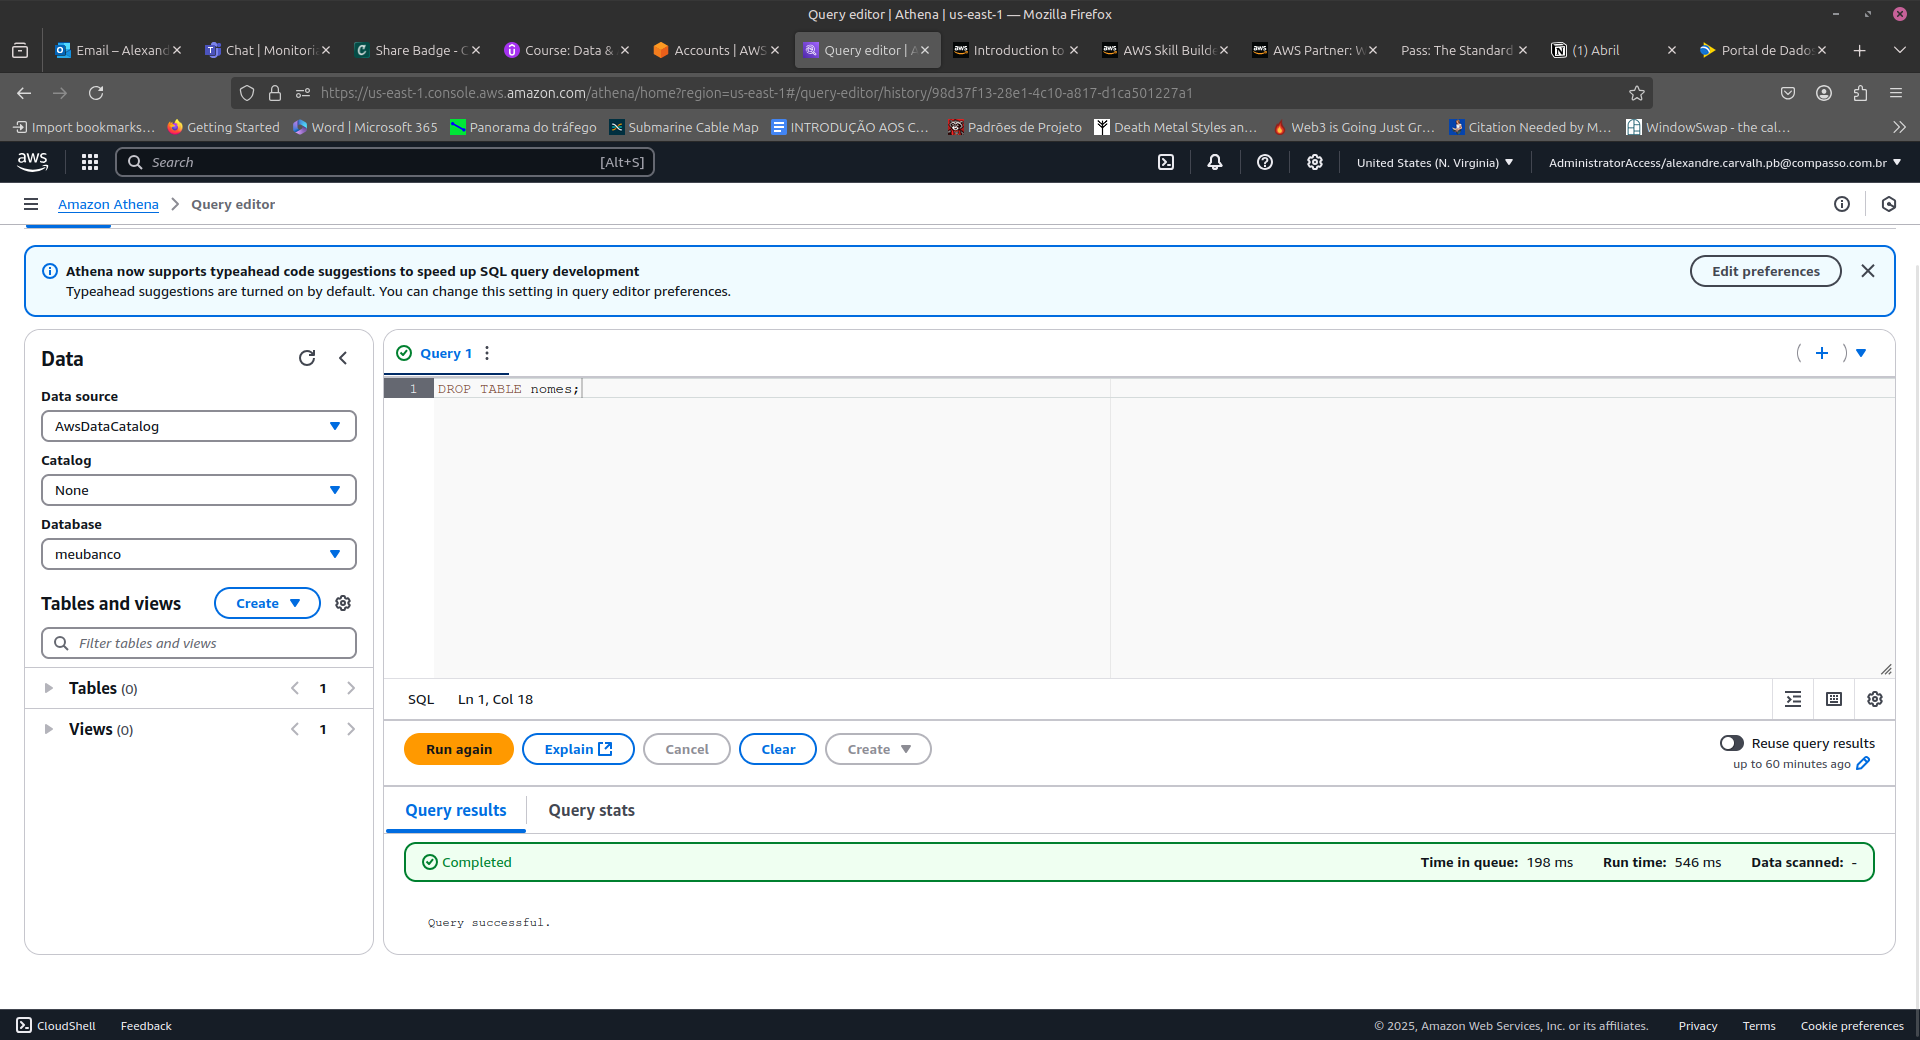 Query editor | Athena | us-east-1 — Mozilla Firefox
Email – Alexand
Chat | Monitori
Share Badge - C
Course: Data &
Accounts | AWS
Query editor | A
Introduction to
AWS Skill Builde
AWS Partner: W
Pass: The Standard
(1) Abril
Portal de Dado
https://us-east-1.console.aws.amazon.com/athena/home?region=us-east-1#/query-editor/history/98d37f13-28e1-4c10-a817-d1ca501227a1
Import bookmarks...
Getting Started
Word | Microsoft 365
Panorama do tráfego
Submarine Cable Map
INTRODUÇÃO AOS C...
Padrões de Projeto
Death Metal Styles an...
Web3 is Going Just Gr...
Citation Needed by M...
WindowSwap - the cal...
aws
Search
[Alt+S]
United States (N. Virginia)
AdministratorAccess/alexandre.carvalh.pb@compasso.com.br
Amazon Athena
Query editor
Athena now supports typeahead code suggestions to speed up SQL query development
Typeahead suggestions are turned on by default. You can change this setting in query editor preferences.
Edit preferences
Data
Data source
AwsDataCatalog
Catalog
None
Database
meubanco
Tables and views
Create
Filter tables and views
Tables (0)
1
Views (0)
1
Query 1
1 DROP TABLE nomes;
SQL
Ln 1, Col 18
Run again
Explain
Cancel
Clear
Create
Reuse query results
up to 60 minutes ago
Query results
Query stats
Completed
Time in queue: 198 ms
Run time: 546 ms
Data scanned: -
Query successful.
CloudShell
Feedback
© 2025, Amazon Web Services, Inc. or its affiliates.
Privacy
Terms
Cookie preferences